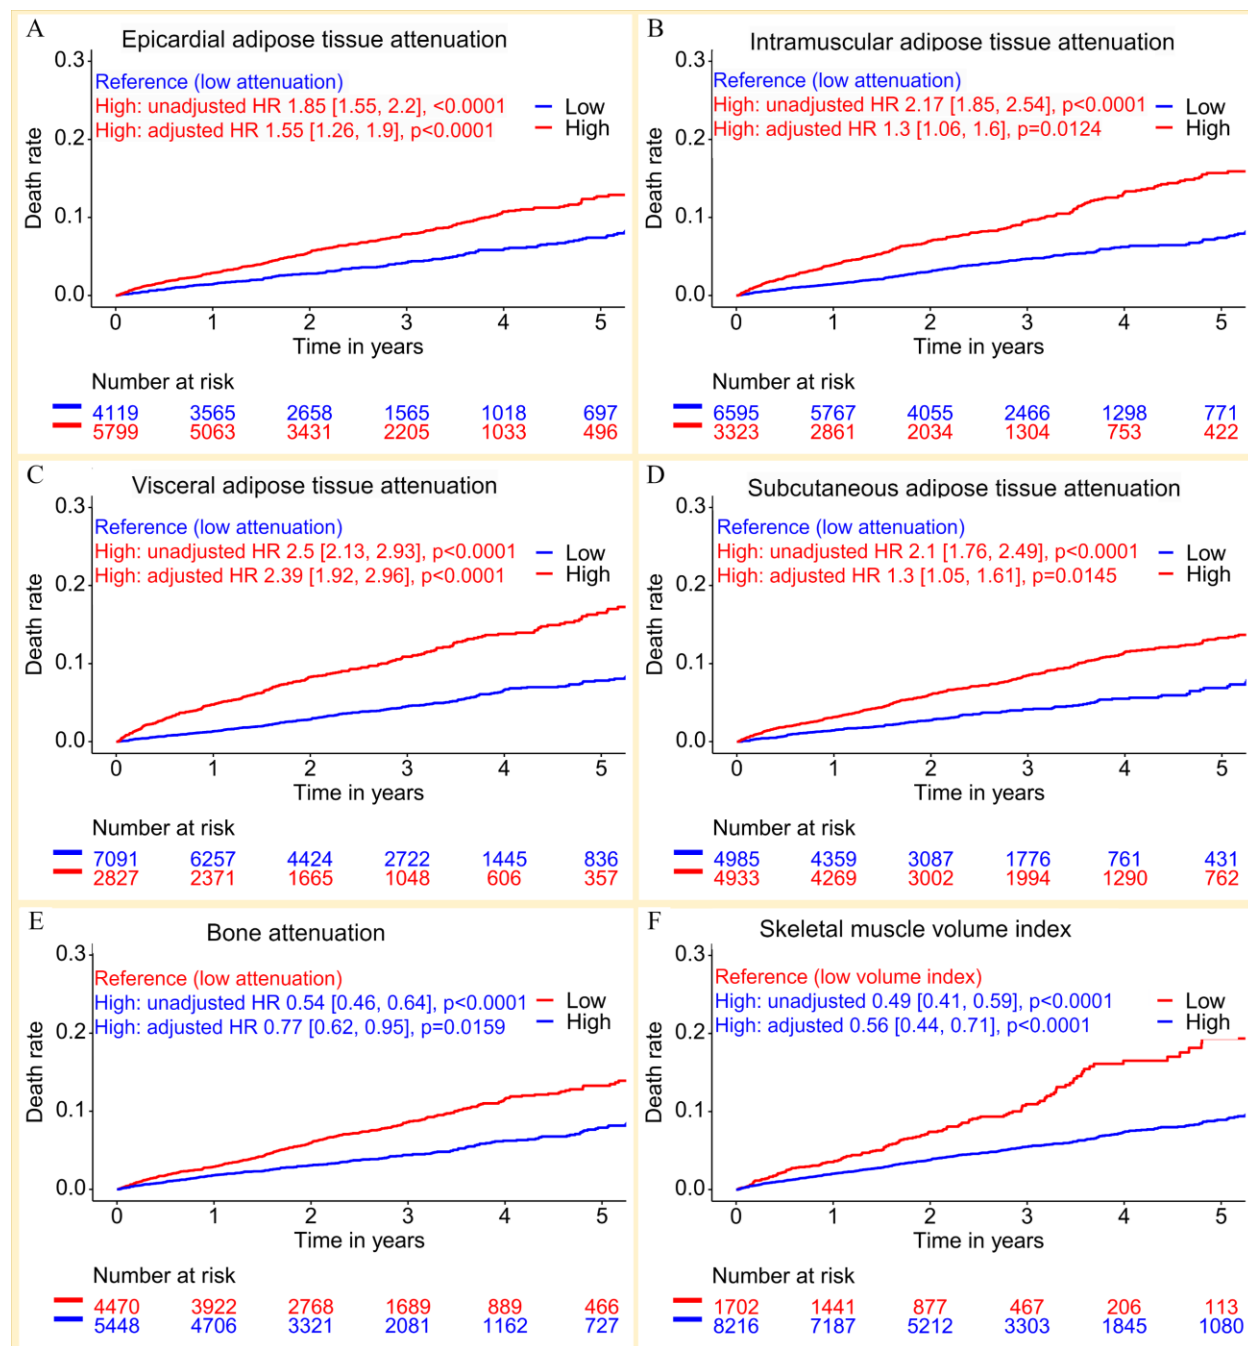 A
Epicardial adipose tissue attenuation
0.3
Reference (low attenuation)
High: unadjusted HR 1.85 [1.55, 2.2], <0.0001
High: adjusted HR 1.55 [1.26, 1.9], p<0.0001
Low
High
0.2
Death rate
0.1
0.0
0 1 2 3 4 5
Time in years
Number at risk
4119 3565 2658 1565 1018 697
5799 5063 3431 2205 1033 496
B
Intramuscular adipose tissue attenuation
0.3
Reference (low attenuation)
High: unadjusted HR 2.17 [1.85, 2.54], p<0.0001
High: adjusted HR 1.3 [1.06, 1.6], p=0.0124
Low
High
0.2
Death rate
0.1
0.0
0 1 2 3 4 5
Time in years
Number at risk
6595 5767 4055 2466 1298 771
3323 2861 2034 1304 753 422
C
Visceral adipose tissue attenuation
0.3
Reference (low attenuation)
High: unadjusted HR 2.5 [2.13, 2.93], p<0.0001
High: adjusted HR 2.39 [1.92, 2.96], p<0.0001
Low
High
0.2
Death rate
0.1
0.0
0 1 2 3 4 5
Time in years
Number at risk
7091 6257 4424 2722 1445 836
2827 2371 1665 1048 606 357
D
Subcutaneous adipose tissue attenuation
0.3
Reference (low attenuation)
High: unadjusted HR 2.1 [1.76, 2.49], p<0.0001
High: adjusted HR 1.3 [1.05, 1.61], p=0.0145
Low
High
0.2
Death rate
0.1
0.0
0 1 2 3 4 5
Time in years
Number at risk
4985 4359 3087 1776 761 431
4933 4269 3002 1994 1290 762
E
Bone attenuation
0.3
Reference (low attenuation)
High: unadjusted HR 0.54 [0.46, 0.64], p<0.0001
High: adjusted HR 0.77 [0.62, 0.95], p=0.0159
Low
High
0.2
Death rate
0.1
0.0
0 1 2 3 4 5
Time in years
Number at risk
4470 3922 2768 1689 889 466
5448 4706 3321 2081 1162 727
F
Skeletal muscle volume index
0.3
Reference (low volume index)
High: unadjusted 0.49 [0.41, 0.59], p<0.0001
High: adjusted 0.56 [0.44, 0.71], p<0.0001
Low
High
0.2
Death rate
0.1
0.0
0 1 2 3 4 5
Time in years
Number at risk
1702 1441 877 467 206 113
8216 7187 5212 3303 1845 1080